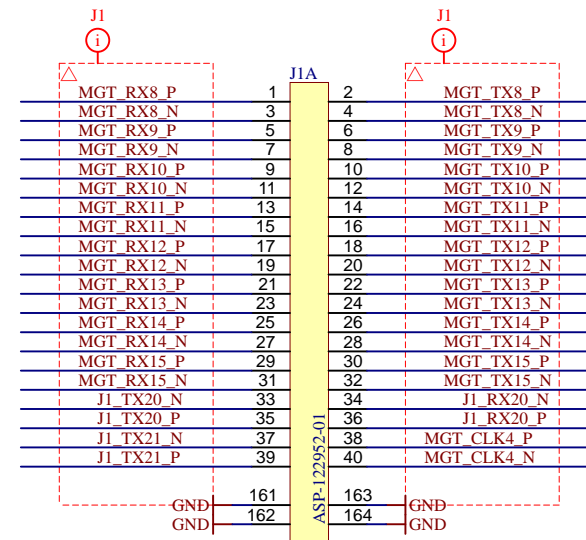 J1 J1
i i
J1A
MGT_RX8_P 1 2 MGT_TX8_P
MGT_RX8_N 3 4 MGT_TX8_N
MGT_RX9_P 5 6 MGT_TX9_P
MGT_RX9_N 7 8 MGT_TX9_N
MGT_RX10_P 9 10 MGT_TX10_P
MGT_RX10_N 11 12 MGT_TX10_N
MGT_RX11_P 13 14 MGT_TX11_P
MGT_RX11_N 15 16 MGT_TX11_N
MGT_RX12_P 17 18 MGT_TX12_P
MGT_RX12_N 19 20 MGT_TX12_N
MGT_RX13_P 21 22 MGT_TX13_P
MGT_RX13_N 23 24 MGT_TX13_N
MGT_RX14_P 25 26 MGT_TX14_P
MGT_RX14_N 27 28 MGT_TX14_N
MGT_RX15_P 29 30 MGT_TX15_P
MGT_RX15_N 31 32 MGT_TX15_N
J1_TX20_N 33 34 J1_RX20_N
J1_TX20_P 35 36 J1_RX20_P
J1_TX21_N 37 38 MGT_CLK4_P
J1_TX21_P 39 40 MGT_CLK4_N
ASP-122952-01
GND 161 163 GND
GND 162 164 GND